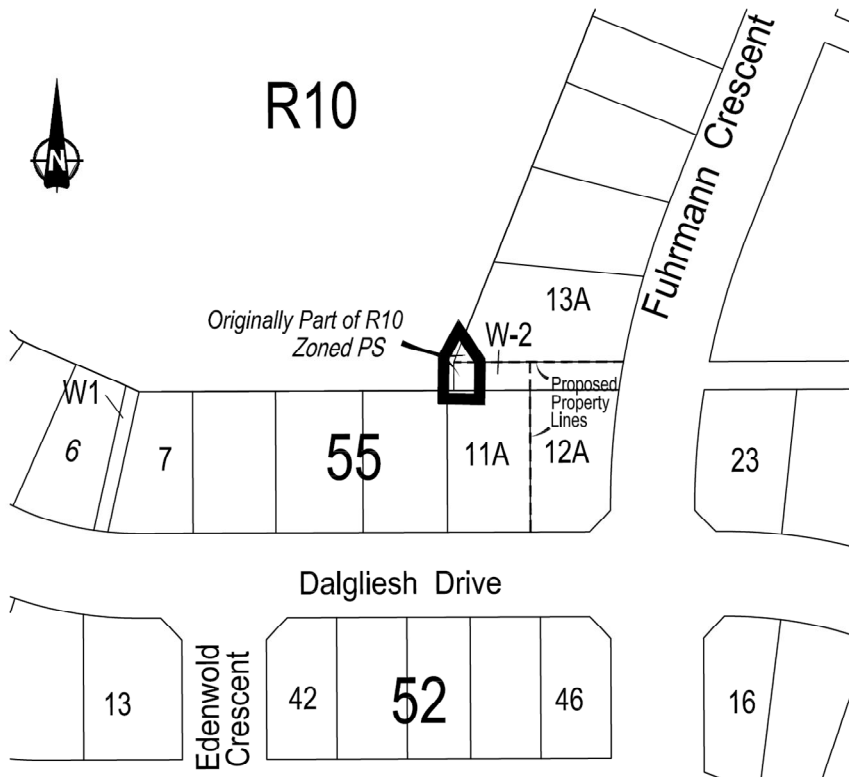 R10
N
Fuhrmann Crescent
13A
Originally Part of R10
Zoned PS
W-2
Proposed
Property
Lines
W1
6
7
55
11A
12A
23
Dalgliesh Drive
Edenwold
Crescent
13
42
52
46
16